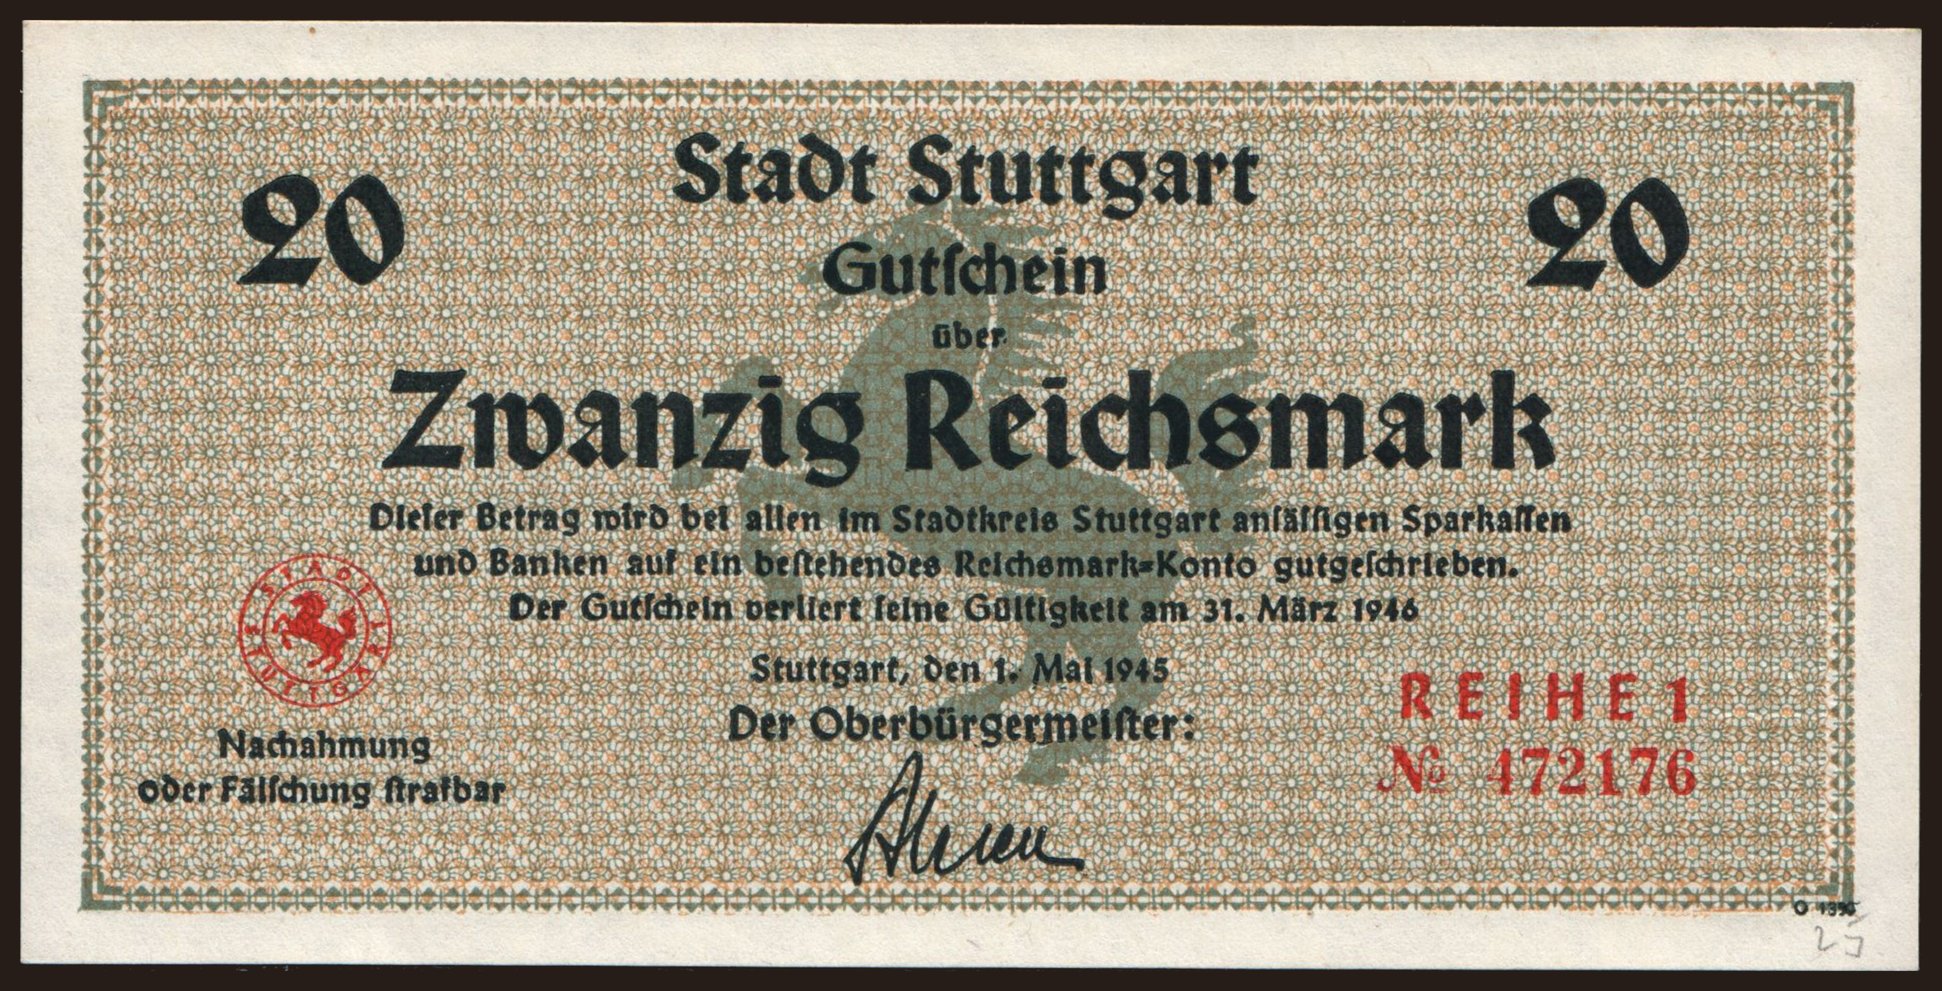 Stadt Stuttgart
20
20
Gutſchein
über
Zwanzig Reichsmark
Dieſer Betrag wird bei allen im Stadtkreis Stuttgart anſäſſigen Sparkaſſen
und Banken auf ein beſtehendes Reichsmark=Konto gutgeſchrieben.
Der Gutſchein verliert ſeine Gültigkeit am 31. März 1946
STADT STUTTGART
Stuttgart, den 1. Mai 1945
Der Oberbürgermeiſter:
REIHE 1
№ 472176
Nachahmung
oder Fälſchung ſtrafbar